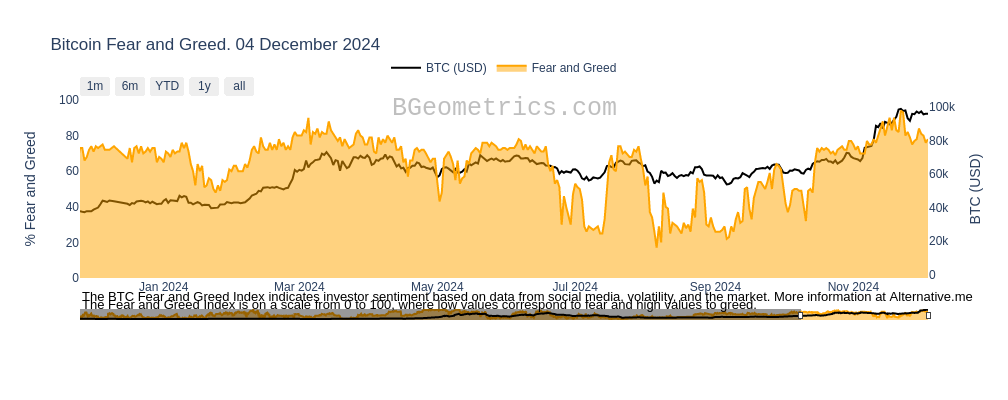 Bitcoin Fear and Greed. 04 December 2024
BTC (USD) Fear and Greed
1m 6m YTD 1y all
BGeometrics.com
100
80
60
40
20
0
% Fear and Greed
100k
80k
60k
40k
20k
0
BTC (USD)
Jan 2024 Mar 2024 May 2024 Jul 2024 Sep 2024 Nov 2024
The BTC Fear and Greed Index indicates investor sentiment based on data from social media, volatility, and the market. More information at Alternative.me
The Fear and Greed Index is on a scale from 0 to 100, where low values correspond to fear and high values to greed.